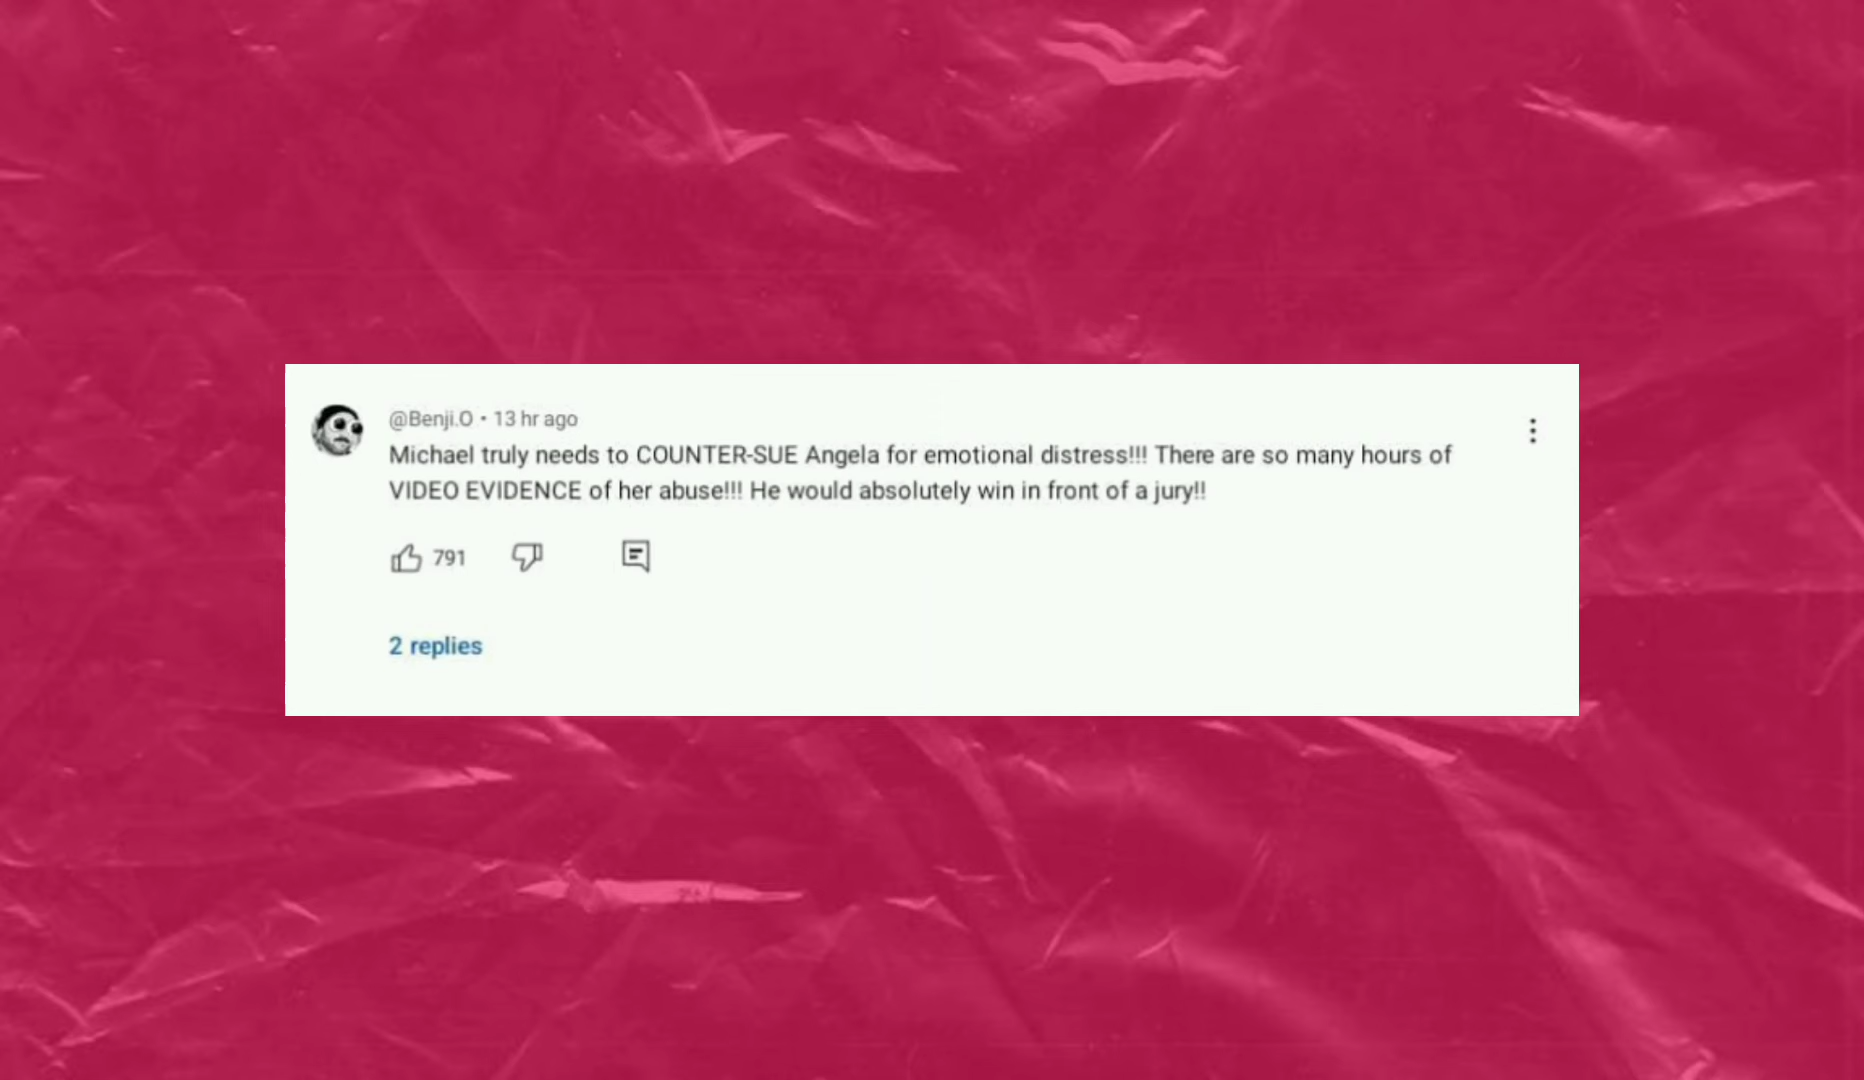 @Benji.O • 13 hr ago
Michael truly needs to COUNTER-SUE Angela for emotional distress!!! There are so many hours of
VIDEO EVIDENCE of her abuse!!! He would absolutely win in front of a jury!!
791
2 replies